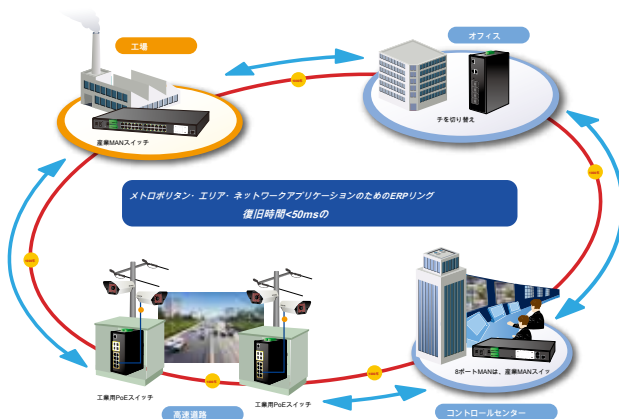 工場
オフィス
産業MANスイッチ
チを切り替え
メトロポリタン・エリア・ネットワークアプリケーションのためのERPリング
復旧時間<50msの
8ポートMANは、産業MANスイッ
工業用PoEスイッチ
工業用PoEスイッチ
高速道路
コントロールセンター